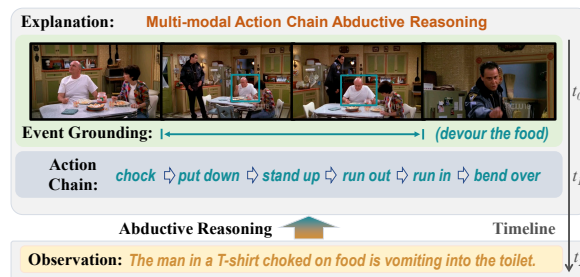 Explanation: Multi-modal Action Chain Abductive Reasoning
Event Grounding: (devour the food)
Action Chain: chock put down stand up run out run in bend over
Abductive Reasoning Timeline
Observation: The man in a T-shirt choked on food is vomiting into the toilet.